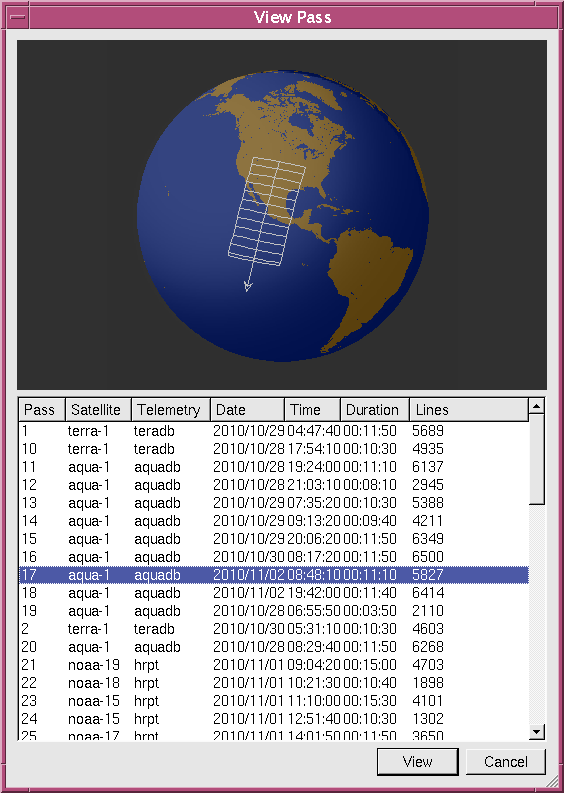 View Pass
Pass Satellite Telemetry Date Time Duration Lines
1 terra-1 teradb 2010/10/29 04:47:40 00:11:50 5689
10 terra-1 teradb 2010/10/28 17:54:10 00:10:30 4935
11 aqua-1 aquadb 2010/10/28 19:24:00 00:11:10 6137
12 aqua-1 aquadb 2010/10/28 21:03:10 00:08:10 2945
13 aqua-1 aquadb 2010/10/29 07:35:20 00:10:30 5388
14 aqua-1 aquadb 2010/10/29 09:13:20 00:09:40 4211
15 aqua-1 aquadb 2010/10/29 20:06:20 00:11:50 6349
16 aqua-1 aquadb 2010/10/30 08:17:20 00:11:50 6500
17 aqua-1 aquadb 2010/11/02 08:48:10 00:11:10 5827
18 aqua-1 aquadb 2010/11/02 19:42:00 00:11:40 6414
19 aqua-1 aquadb 2010/10/28 06:55:50 00:03:50 2110
2 terra-1 teradb 2010/10/30 05:31:10 00:10:30 4603
20 aqua-1 aquadb 2010/10/28 08:29:40 00:11:50 6268
21 noaa-19 hrpt 2010/11/01 09:04:20 00:15:00 4703
22 noaa-18 hrpt 2010/11/01 10:21:30 00:10:40 1898
23 noaa-15 hrpt 2010/11/01 11:10:00 00:15:30 4101
24 noaa-15 hrpt 2010/11/01 12:51:40 00:10:30 1302
25 noaa-17 hrpt 2010/11/01 14:01:50 00:11:50 3650
View Cancel